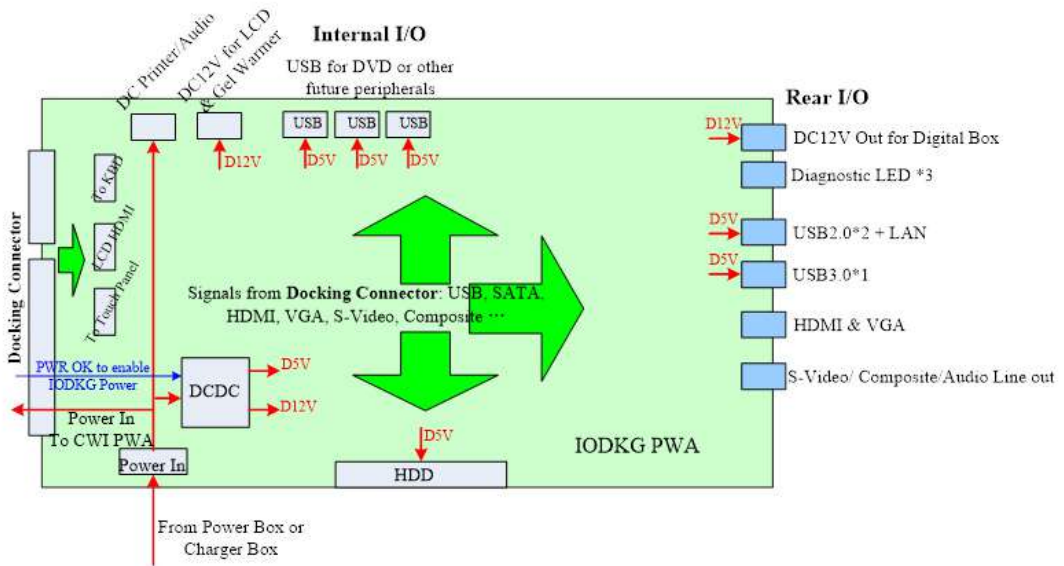 Internal I/O
USB for DVD or other
future peripherals
DC Printer/Audio
DC12V for LCD
& Gel Warmer
Rear I/O
USB
USB
USB
D12V
D5V
D5V
D5V
D12V
DC12V Out for Digital Box
Diagnostic LED *3
D5V
USB2.0*2 + LAN
D5V
USB3.0*1
HDMI & VGA
S-Video/ Composite/Audio Line out
Docking Connector
To KBD
LCD HDMI
To Touch Panel
Signals from Docking Connector: USB, SATA,
HDMI, VGA, S-Video, Composite ⋯
PWR OK to enable
IODKG Power
DCDC
D5V
D12V
Power In
To CWI PWA
Power In
D5V
HDD
IODKG PWA
From Power Box or
Charger Box